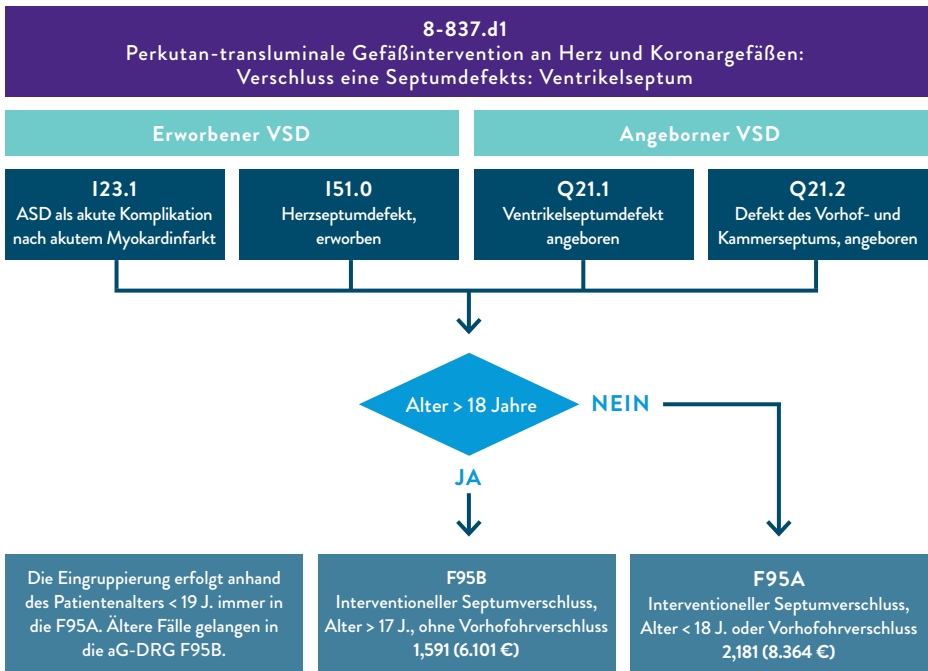 8-837.d1
Perkutan-transluminale Gefäßintervention an Herz und Koronargefäßen:
Verschluss eine Septumdefekts: Ventrikelseptum
Erworbener VSD
Angeborner VSD
I23.1
ASD als akute Komplikation
nach akutem Myokardinfarkt
I51.0
Herzseptumdefekt,
erworben
Q21.1
Ventrikelseptumdefekt
angeboren
Q21.2
Defekt des Vorhof- und
Kammerseptums, angeboren
Alter > 18 Jahre
NEIN
JA
Die Eingruppierung erfolgt anhand
des Patientenalters < 19 J. immer in
die F95A. Ältere Fälle gelangen in
die aG-DRG F95B.
F95B
Interventioneller Septumverschluss,
Alter > 17 J., ohne Vorhofohrverschluss
1,591 (6.101 €)
F95A
Interventioneller Septumverschluss,
Alter < 18 J. oder Vorhofohrverschluss
2,181 (8.364 €)